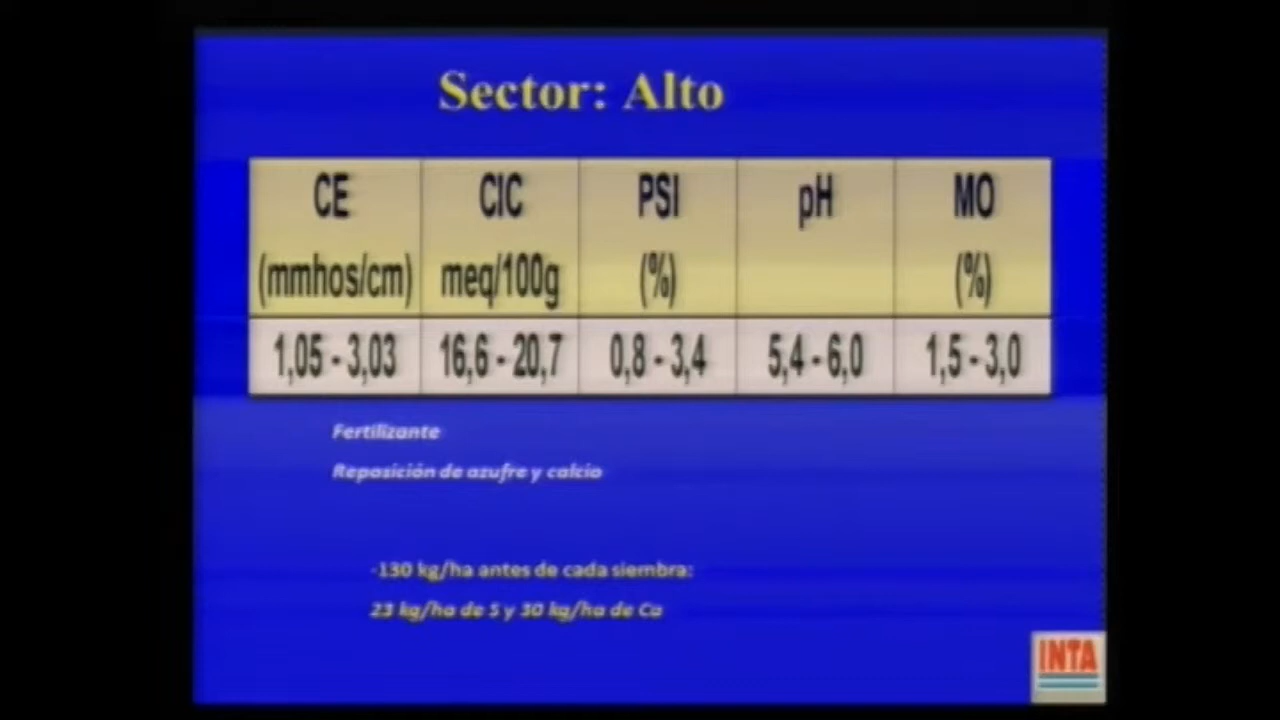 Sector: Alto
CE CIC PSI pH MO
(mmhos/cm) meq/100g (%) (%)
1,05 - 3,03 16,6 - 20,7 0,8 - 3,4 5,4 - 6,0 1,5 - 3,0
Fertilizante
Reposición de azufre y calcio
-130 kg/ha antes de cada siembra:
23 kg/ha de S y 30 kg/ha de Ca
INTA